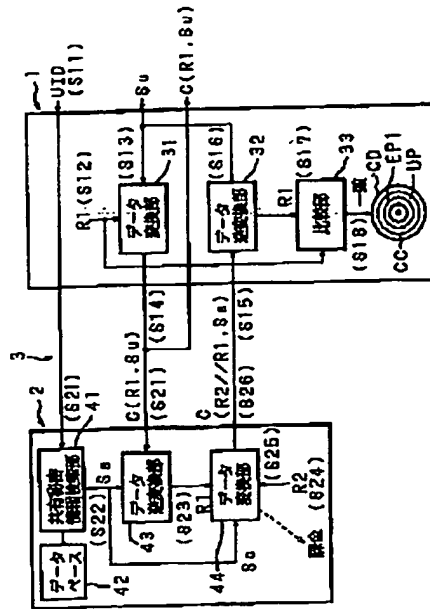 1
UID
(S11)
Su
C(R1,Su)
R1(S12)
(S13)
データ
変換部
31
(S16)
データ
逆変換部
32
R1
(S17)
比較部
33
一致
(S18)
CD
EP1
UP
CC
3
(S14)
C(R1,Su)
(S21)
C
(R2//R1,Sa)
(S26)
(S15)
2
(S21)
41
共有秘密
情報検索部
データ
ベース
42
(S22)
Sa
データ
逆変換部
43
(S23)
R1
データ
変換部
44
Sa
(S25)
R2
(S24)
課金